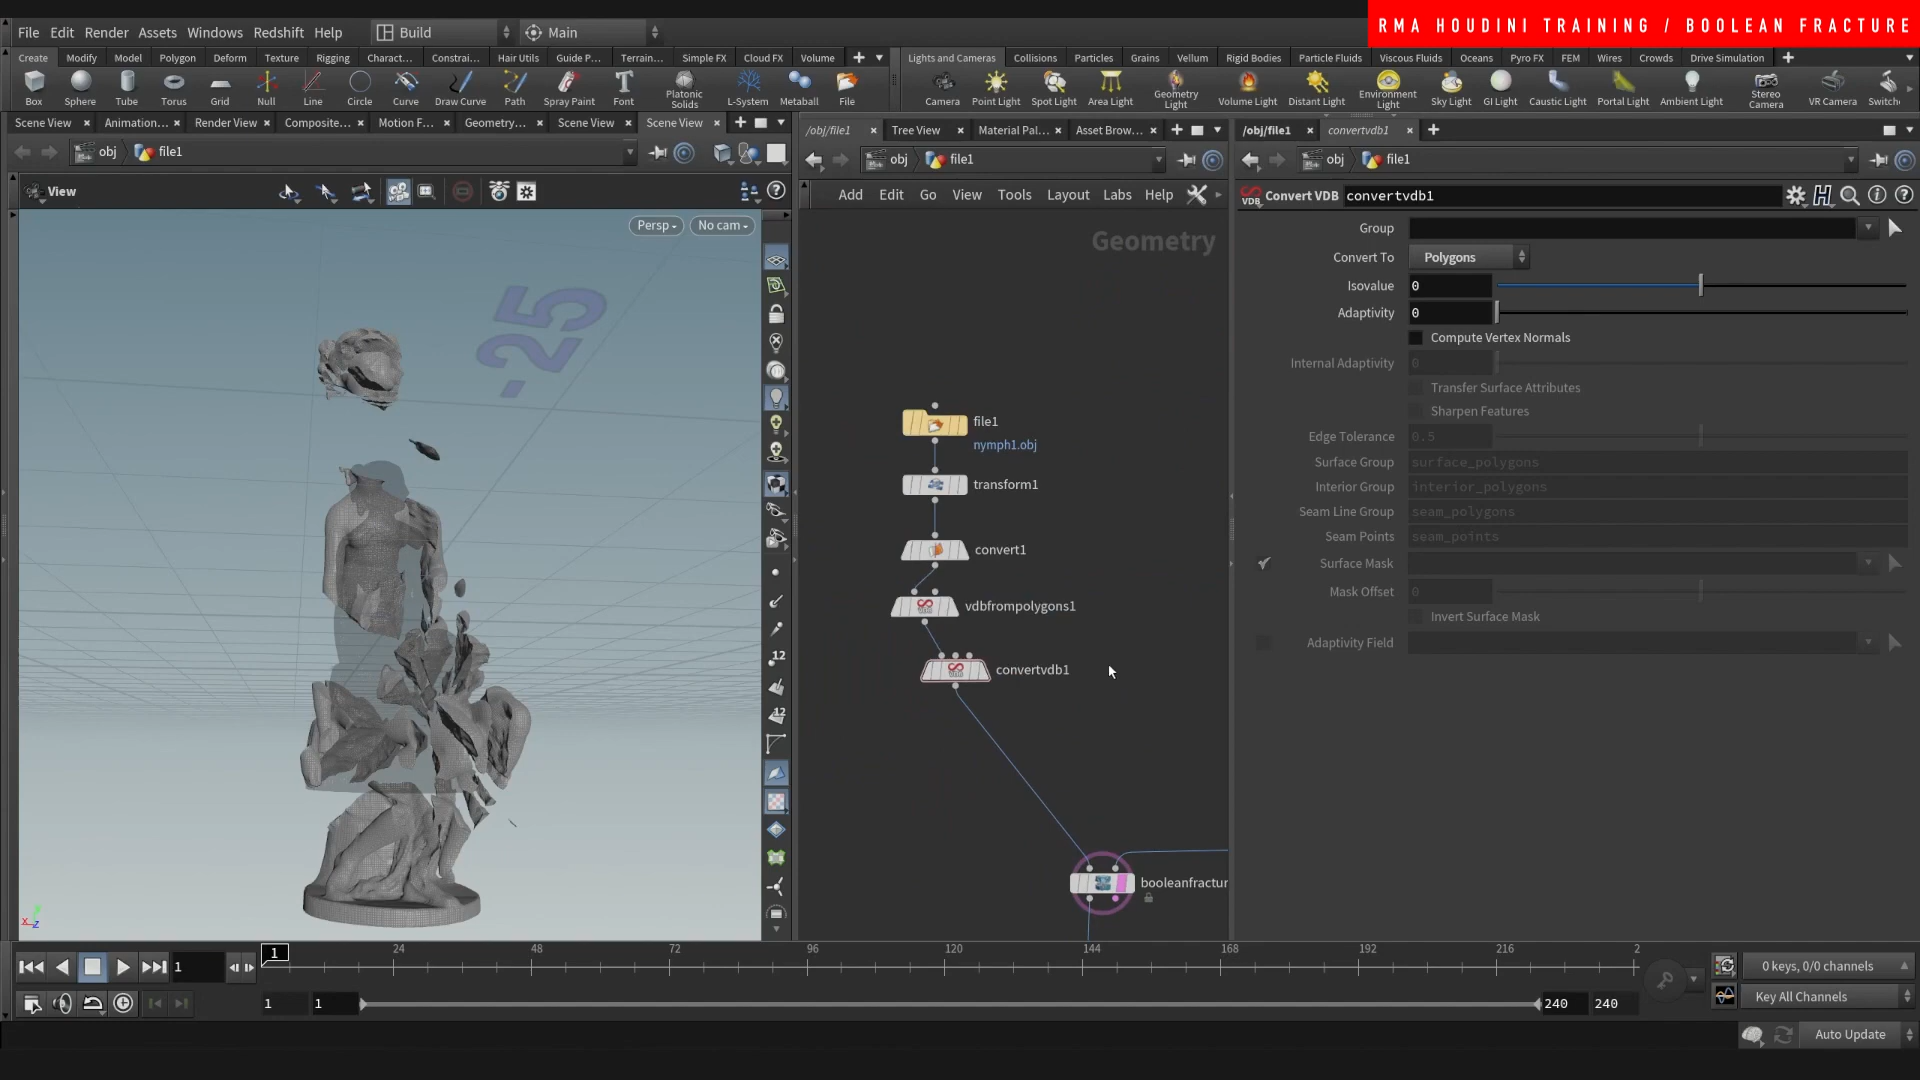 RMA HOUDINI TRAINING / BOOLEAN FRACTURE
File Edit Render Assets Windows Redshift Help Build Main
Create Modify Model Polygon Deform Texture Rigging Charact... Constrai... Hair Utils Guide P... Terrain... Simple FX Cloud FX Volume
Lights and Cameras Collisions Particles Grains Vellum Rigid Bodies Particle Fluids Viscous Fluids Oceans Pyro FX FEM Wires Crowds Drive Simulation
Box Sphere Tube Torus Grid Null Line Circle Curve Draw Curve Path Spray Paint Font Platonic Solids L-System Metaball File
Camera Point Light Spot Light Area Light Geometry Light Volume Light Distant Light Environment Light Sky Light GI Light Caustic Light Portal Light Ambient Light Stereo Camera VR Camera Switch
Scene View Animation... Render View Composite... Motion F... Geometry... Scene View Scene View
/obj/file1 Tree View Material Pal... Asset Brow...
/obj/file1 convertvdb1
obj file1
obj file1
obj file1
View
Persp No cam
Add Edit Go View Tools Layout Labs Help
Geometry
-25
file1
nymph1.obj
transform1
convert1
vdbfrompolygons1
convertvdb1
booleanfractur
12
12
Convert VDB convertvdb1
Group
Convert To Polygons
Isovalue 0
Adaptivity 0
Compute Vertex Normals
Internal Adaptivity 0
Transfer Surface Attributes
Sharpen Features
Edge Tolerance 0.5
Surface Group surface_polygons
Interior Group interior_polygons
Seam Line Group seam_polygons
Seam Points seam_points
Surface Mask
Mask Offset 0
Invert Surface Mask
Adaptivity Field
1 1 24 48 72 96 120 144 168 192 216 2
0 keys, 0/0 channels
1 1 240 240
Key All Channels
Auto Update